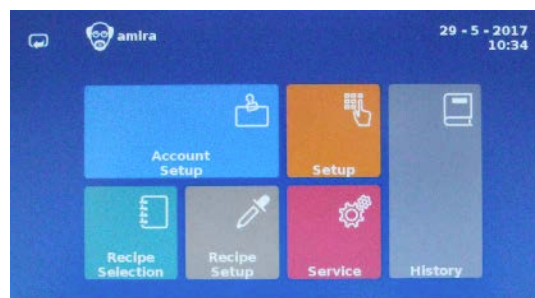 amira
29 - 5 - 2017
10:34
Account
Setup
Setup
Recipe
Selection
Recipe
Setup
Service
History